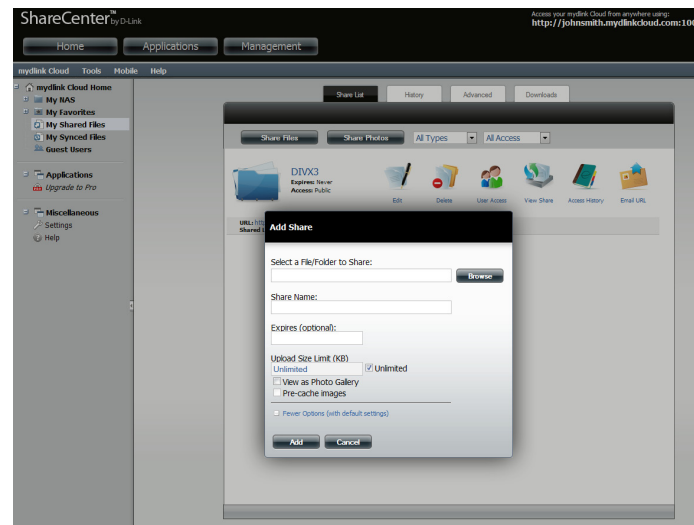 ShareCenter™ by D-Link
Access your mydlink Cloud from anywhere using:
http://johnsmith.mydlinkcloud.com:100
Home Applications Management
mydlink Cloud Tools Mobile Help
mydlink Cloud Home
My NAS
My Favorites
My Shared Files
My Synced Files
Guest Users
Applications
Upgrade to Pro
Miscellaneous
Settings
Help
Share List History Advanced Downloads
Share Files Share Photos All Types All Access
DIVX3
Expires: Never
Access: Public
Edit Delete User Access View Share Access History Email URL
URL: htt
Shared
Add Share
Select a File/Folder to Share:
Browse
Share Name:
Expires (optional):
Upload Size Limit (KB)
Unlimited Unlimited
View as Photo Gallery
Pre-cache images
Fewer Options (with default settings)
Add Cancel